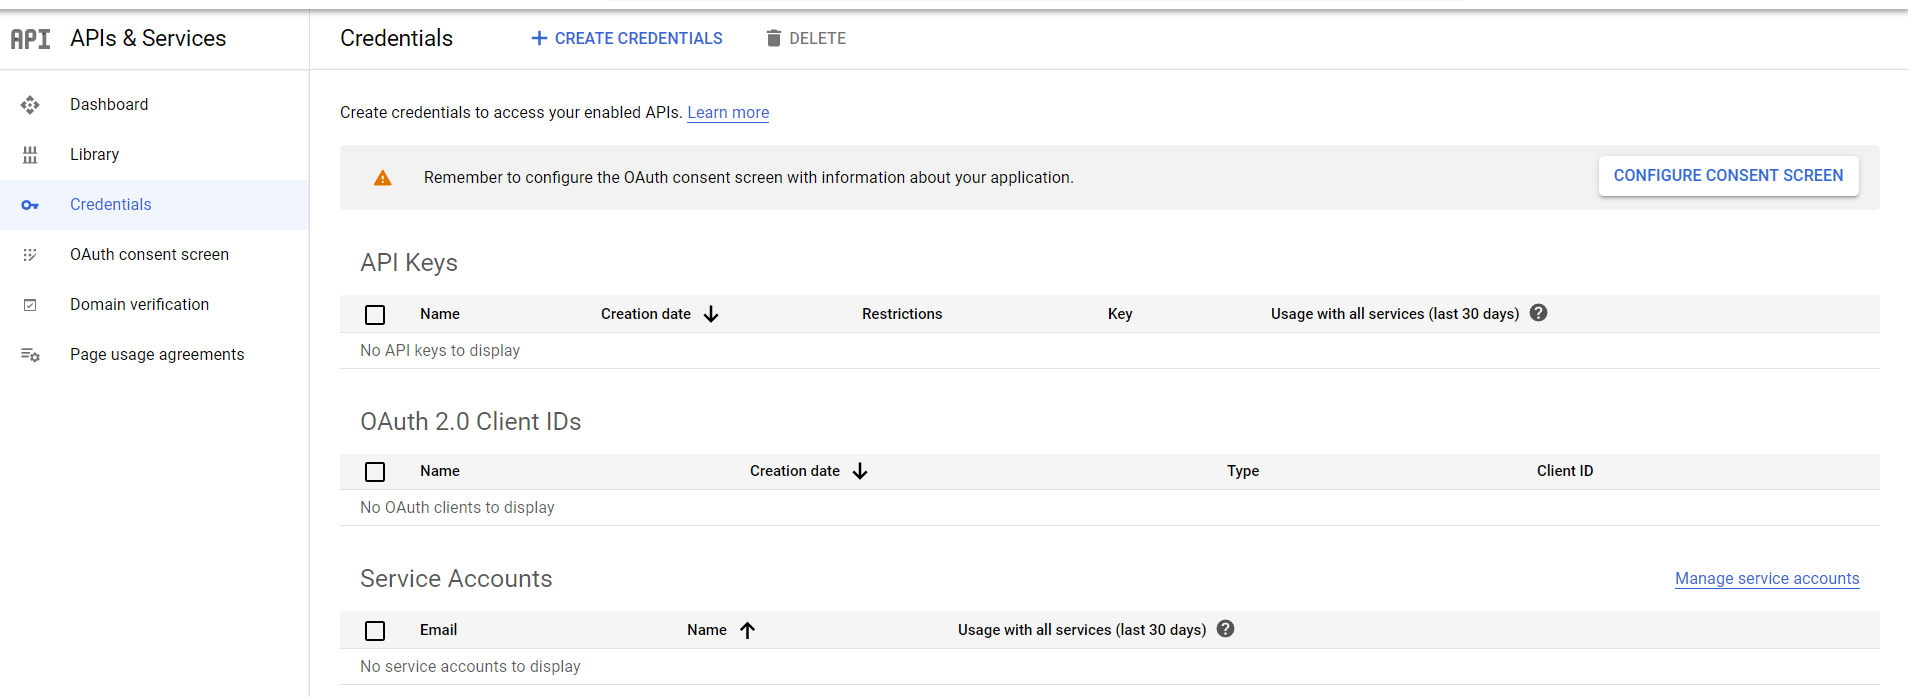 API APIs & Services
Credentials
CREATE CREDENTIALS
DELETE
Dashboard
Library
Credentials
OAuth consent screen
Domain verification
Page usage agreements
Create credentials to access your enabled APIs. Learn more
Remember to configure the OAuth consent screen with information about your application.
CONFIGURE CONSENT SCREEN
API Keys
Name Creation date Restrictions Key Usage with all services (last 30 days) ?
No API keys to display
OAuth 2.0 Client IDs
Name Creation date Type Client ID
No OAuth clients to display
Service Accounts
Manage service accounts
Email Name Usage with all services (last 30 days) ?
No service accounts to display